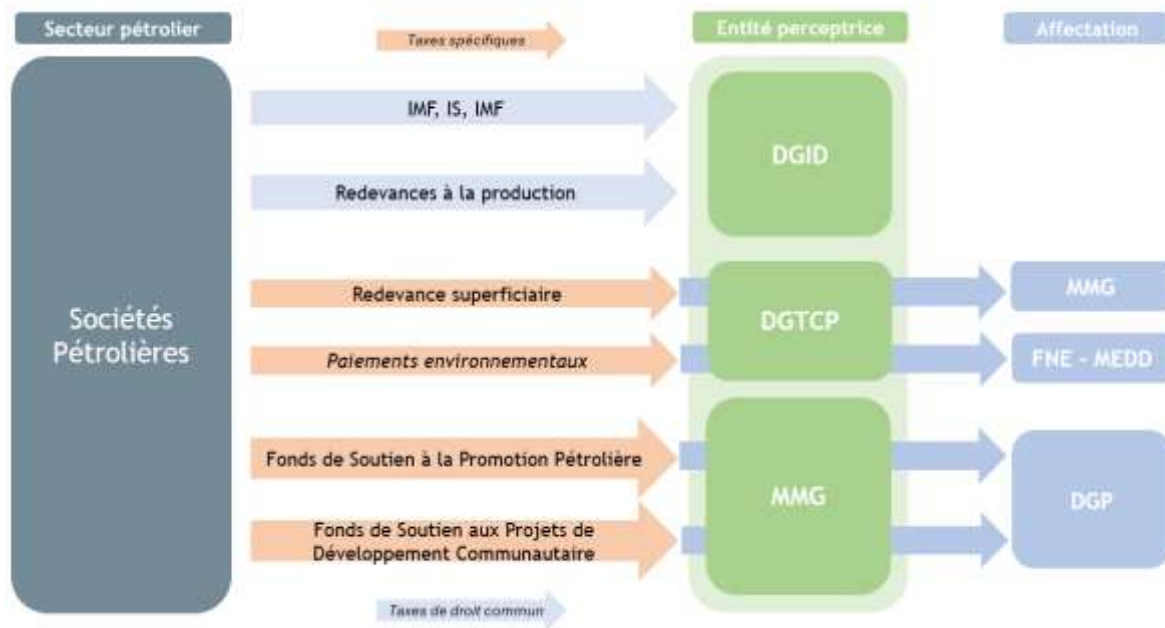 Secteur pétrolier
Taxes spécifiques
Entité perceptrice
Affectation
Sociétés
Pétrolières
IMF, IS, IMF
Redevances à la production
DGID
Redevance superficiaire
Paiements environnementaux
DGTCP
MMG
FNE - MEDD
Fonds de Soutien à la Promotion Pétrolière
Fonds de Soutien aux Projets de
Développement Communautaire
MMG
DGP
Taxes de droit commun